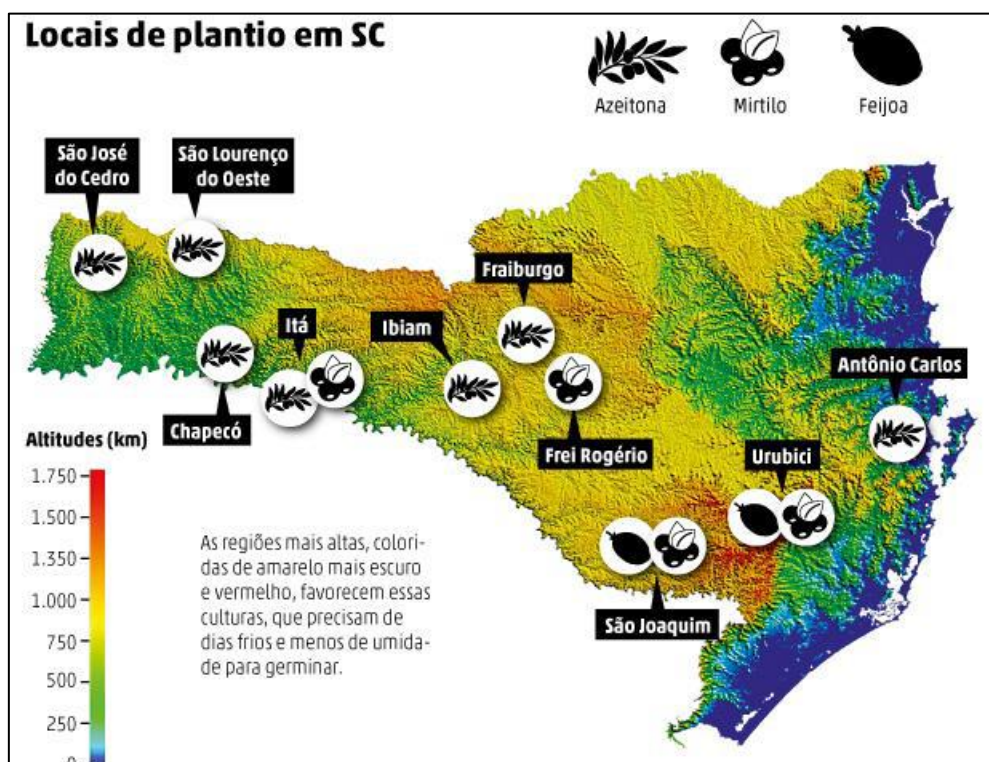 Locais de plantio em SC
Azeitona
Mirtilo
Feijoa
São José
do Cedro
São Lourenço
do Oeste
Fraiburgo
Itá
Ibiam
Antônio Carlos
Chapecó
Frei Rogério
Urubici
São Joaquim
Altitudes (km)
1.750
1.500
1.350
1.000
750
500
250
0
As regiões mais altas, colori-
das de amarelo mais escuro
e vermelho, favorecem essas
culturas, que precisam de
dias frios e menos de umida-
de para germinar.